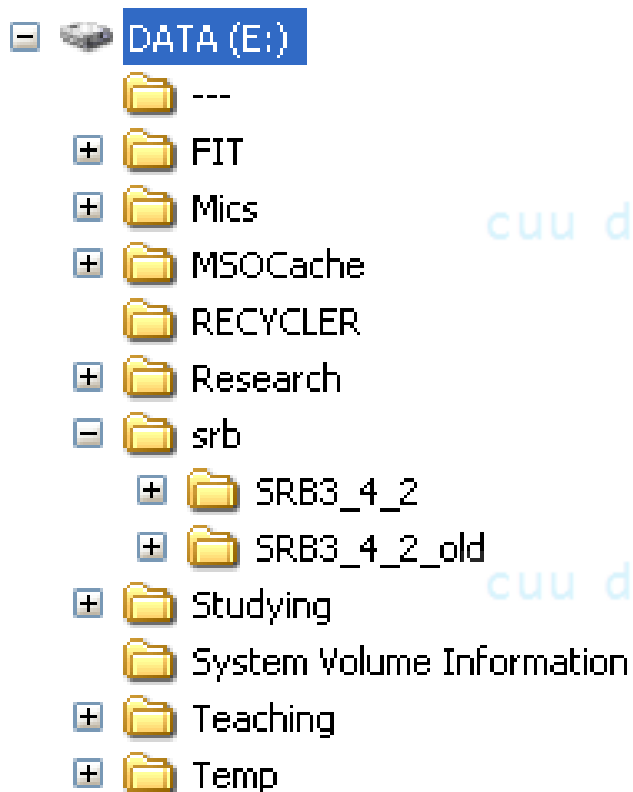 DATA (E:)
---
FIT
Mics
cuu d
MSOCache
RECYCLER
Research
srb
SRB3_4_2
SRB3_4_2_old
cuu d
Studying
System Volume Information
Teaching
Temp